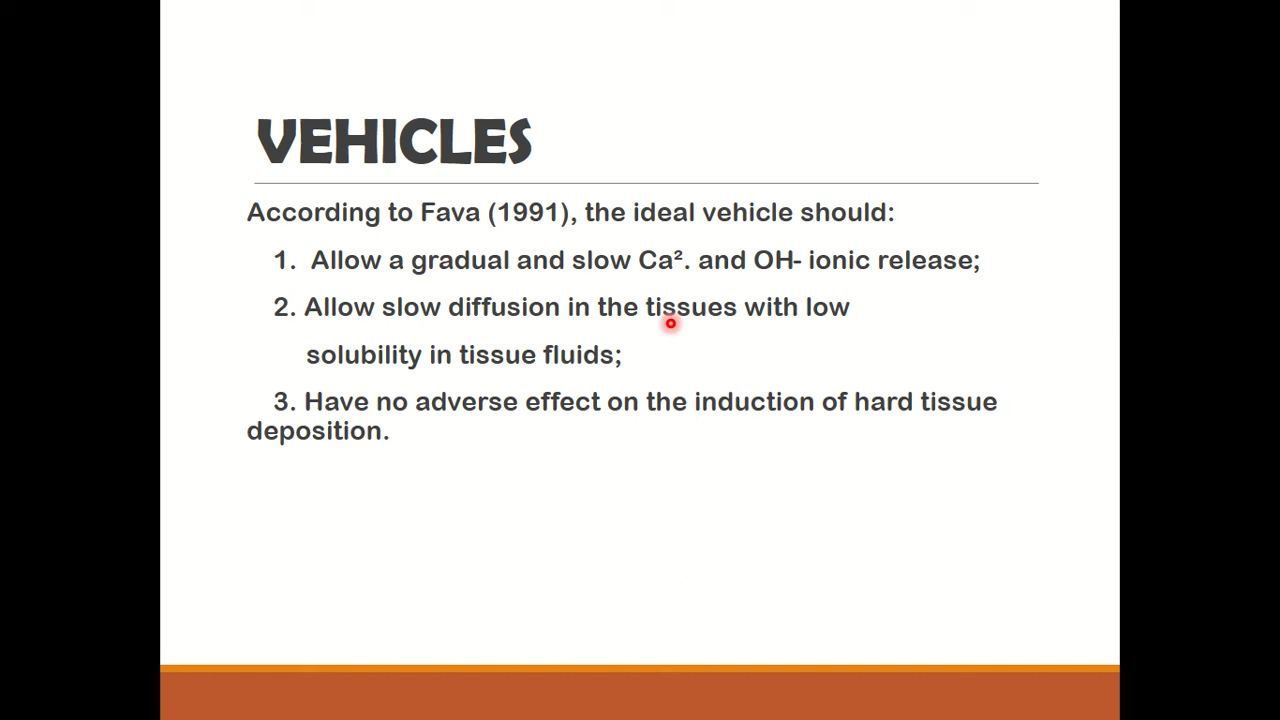 VEHICLES
According to Fava (1991), the ideal vehicle should:
1. Allow a gradual and slow Ca². and OH- ionic release;
2. Allow slow diffusion in the tissues with low
solubility in tissue fluids;
3. Have no adverse effect on the induction of hard tissue
deposition.